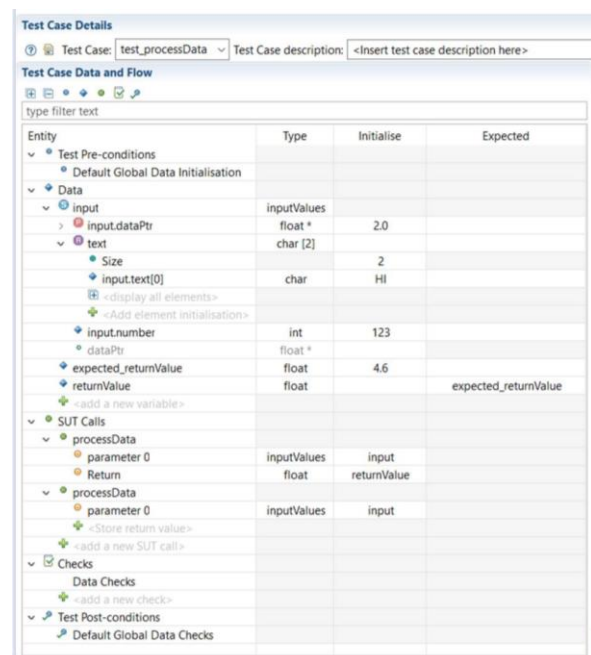 Test Case Details
Test Case: test_processData Test Case description: <Insert test case description here>
Test Case Data and Flow
type filter text
Entity Type Initialise Expected
Test Pre-conditions
Default Global Data Initialisation
Data
input inputValues
input.dataPtr float * 2.0
text char [2]
Size 2
input.text[0] char HI
<display all elements>
<Add element initialisation>
input.number int 123
dataPtr float *
expected_returnValue float 4.6
returnValue float expected_returnValue
<add a new variable>
SUT Calls
processData
parameter 0 inputValues input
Return float returnValue
processData
parameter 0 inputValues input
<Store return value>
<add a new SUT call>
Checks
Data Checks
<add a new check>
Test Post-conditions
Default Global Data Checks